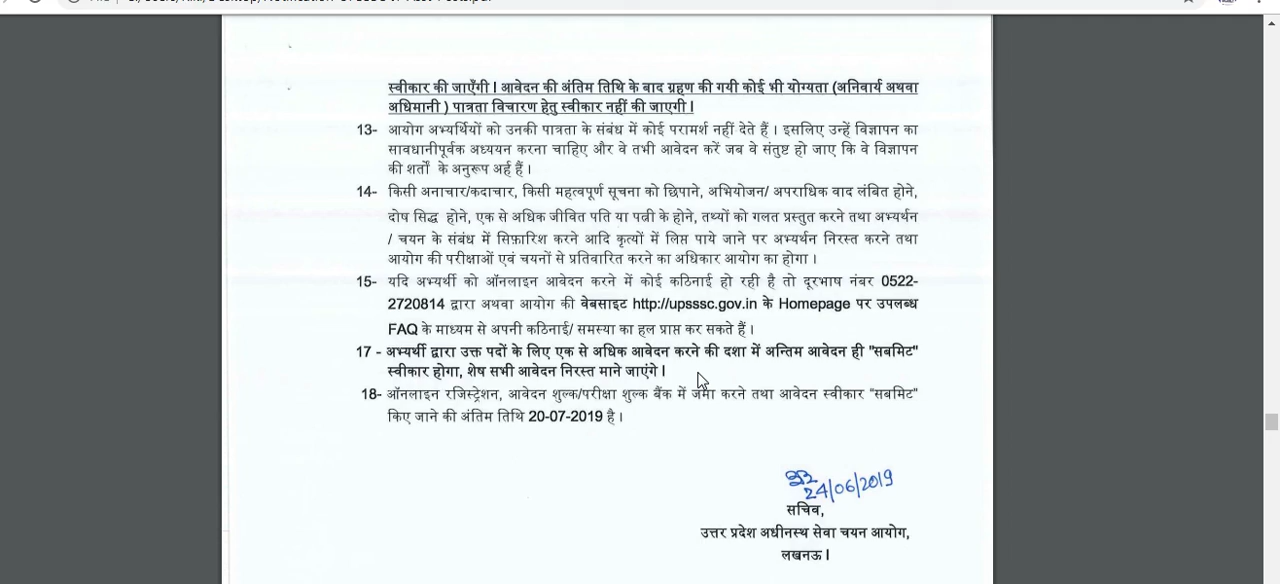 स्वीकार की जाएँगी । आवेदन की अंतिम तिथि के बाद ग्रहण की गयी कोई भी योग्यता (अनिवार्य अथवा
अधिमानी ) पात्रता विचारण हेतु स्वीकार नहीं की जाएगी ।
13- आयोग अभ्यर्थियों को उनकी पात्रता के संबंध में कोई परामर्श नहीं देते हैं । इसलिए उन्हें विज्ञापन का
सावधानीपूर्वक अध्ययन करना चाहिए और वे तभी आवेदन करें जब वे संतुष्ट हो जाए कि वे विज्ञापन
की शर्तों के अनुरूप अर्ह हैं ।
14- किसी अनाचार/कदाचार, किसी महत्वपूर्ण सूचना को छिपाने, अभियोजन/ अपराधिक वाद लंबित होने,
दोष सिद्ध होने, एक से अधिक जीवित पति या पत्नी के होने, तथ्यों को गलत प्रस्तुत करने तथा अभ्यर्थन
/ चयन के संबंध में सिफ़ारिश करने आदि कृत्यों में लिप्त पाये जाने पर अभ्यर्थन निरस्त करने तथा
आयोग की परीक्षाओं एवं चयनों से प्रतिवारित करने का अधिकार आयोग का होगा ।
15- यदि अभ्यर्थी को ऑनलाइन आवेदन करने में कोई कठिनाई हो रही है तो दूरभाष नंबर 0522-
2720814 द्वारा अथवा आयोग की वेबसाइट http://upsssc.gov.in के Homepage पर उपलब्ध
FAQ के माध्यम से अपनी कठिनाई/ समस्या का हल प्राप्त कर सकते हैं ।
17 - अभ्यर्थी द्वारा उक्त पदों के लिए एक से अधिक आवेदन करने की दशा में अन्तिम आवेदन ही "सबमिट"
स्वीकार होगा, शेष सभी आवेदन निरस्त माने जाएंगे ।
18- ऑनलाइन रजिस्ट्रेशन, आवेदन शुल्क/परीक्षा शुल्क बैंक में जमा करने तथा आवेदन स्वीकार "सबमिट"
किए जाने की अंतिम तिथि 20-07-2019 है ।
24/06/2019
सचिव,
उत्तर प्रदेश अधीनस्थ सेवा चयन आयोग,
लखनऊ ।